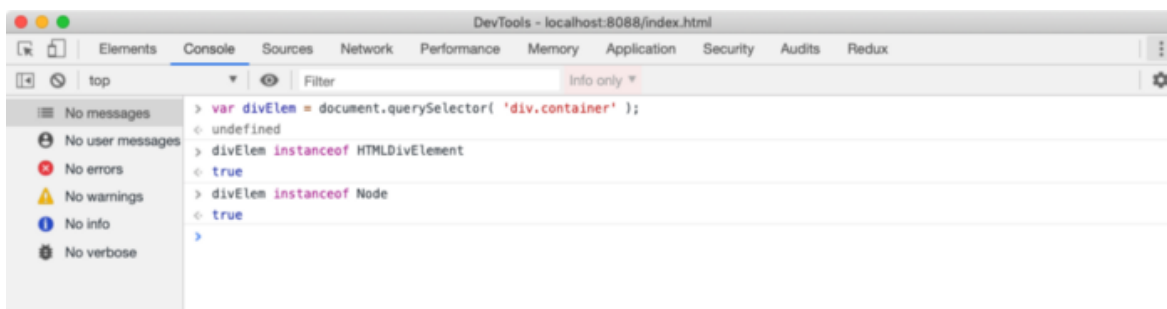 DevTools - localhost:8088/index.html
Elements Console Sources Network Performance Memory Application Security Audits Redux
top Filter Info only
No messages
No user messages
No errors
No warnings
No info
No verbose
> var divElem = document.querySelector( 'div.container' );
< undefined
> divElem instanceof HTMLDivElement
< true
> divElem instanceof Node
< true
>